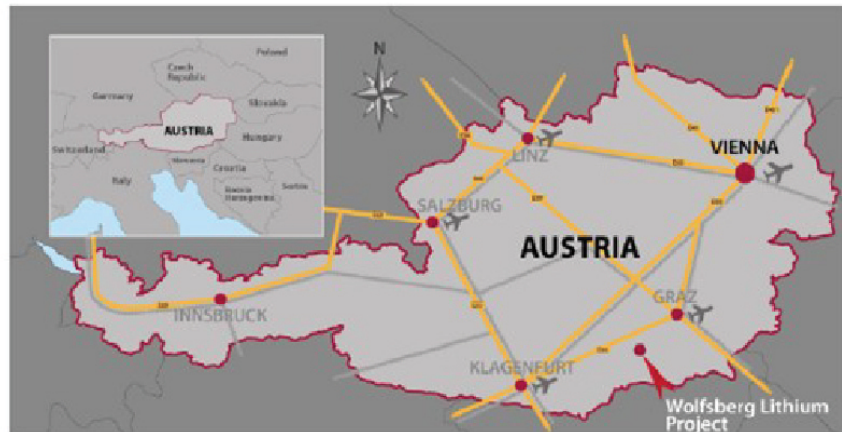 N
Poland
Czech
Republic
Germany
Slovakia
AUSTRIA
Hungary
Switzerland
Slovenia
Croatia
Italy
Bosnia
Herzegovina
Serbia
LINZ
VIENNA
SALZBURG
AUSTRIA
INNSBRUCK
GRAZ
KLAGENFURT
Wolfsberg Lithium
Project